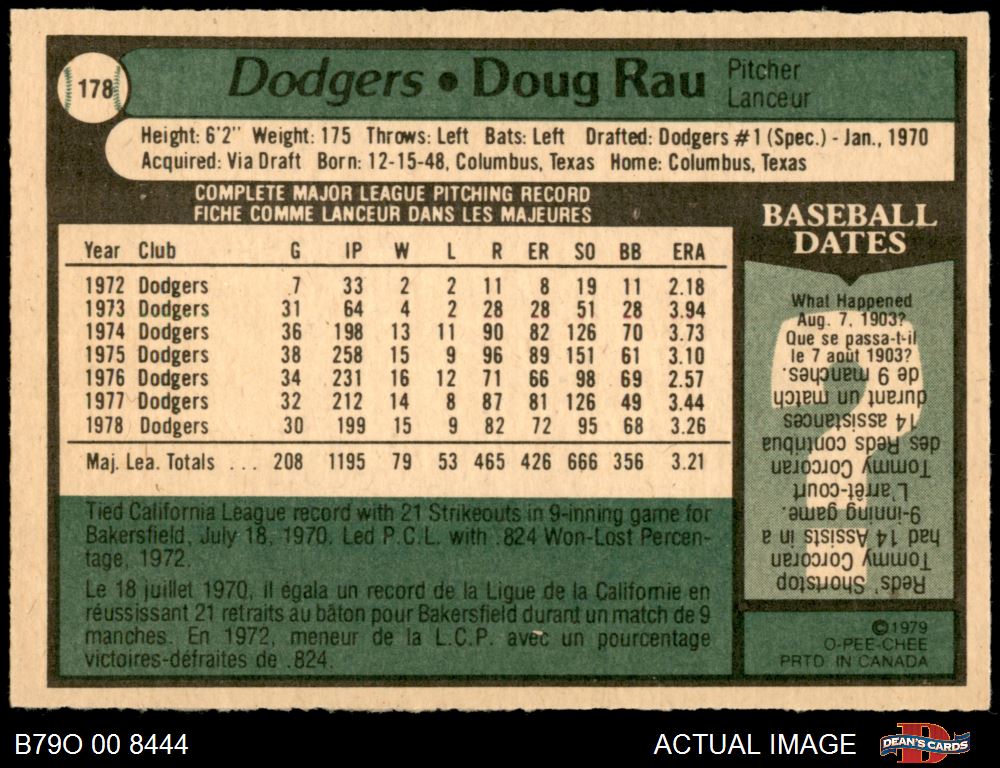 178
Dodgers • Doug Rau
Pitcher
Lanceur
Height: 6'2" Weight: 175 Throws: Left Bats: Left Drafted: Dodgers #1 (Spec.) - Jan., 1970
Acquired: Via Draft Born: 12-15-48, Columbus, Texas Home: Columbus, Texas
COMPLETE MAJOR LEAGUE PITCHING RECORD
FICHE COMME LANCEUR DANS LES MAJEURES
Year Club G IP W L R ER SO BB ERA
1972 Dodgers 7 33 2 2 11 8 19 11 2.18
1973 Dodgers 31 64 4 2 28 28 51 28 3.94
1974 Dodgers 36 198 13 11 90 82 126 70 3.73
1975 Dodgers 38 258 15 9 96 89 151 61 3.10
1976 Dodgers 34 231 16 12 71 66 98 69 2.57
1977 Dodgers 32 212 14 8 87 81 126 49 3.44
1978 Dodgers 30 199 15 9 82 72 95 68 3.26
Maj. Lea. Totals ... 208 1195 79 53 465 426 666 356 3.21
Tied California League record with 21 Strikeouts in 9-inning game for
Bakersfield, July 18, 1970. Led P.C.L. with .824 Won-Lost Percen-
tage, 1972.
Le 18 juillet 1970, il égala un record de la Ligue de la Californie en
réussissant 21 retraits au bâton pour Bakersfield durant un match de 9
manches. En 1972, meneur de la L.C.P. avec un pourcentage
victoires-défraites de .824.
BASEBALL
DATES
What Happened
Aug. 7, 1903?
Que se passa-t-il
le 7 août 1903?
Reds' Shortstop
Tommy Corcoran
had 14 Assists in a
9-inning game.
L'arrêt-court
Tommy Corcoran
des Reds contribua
14 assistances
durant un match
de 9 manches.
©1979
O-PEE-CHEE
PRTD IN CANADA
B79O 00 8444
ACTUAL IMAGE
DEAN'S CARDS